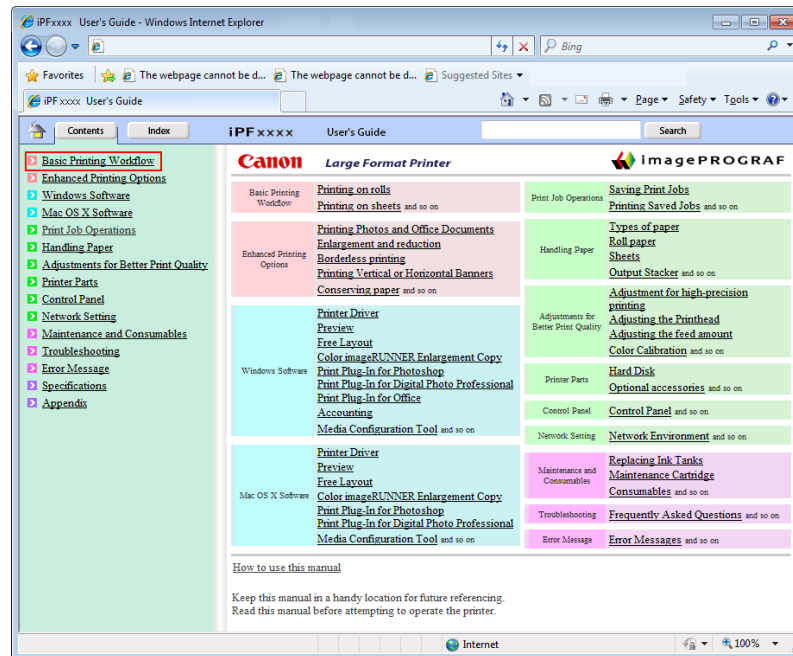 iPFxxxx User's Guide - Windows Internet Explorer
Bing
Favorites The webpage cannot be d... The webpage cannot be d... Suggested Sites
iPF xxxx User's Guide
Page Safety Tools
Contents Index iPFxxxx User's Guide Search
Basic Printing Workflow
Enhanced Printing Options
Windows Software
Mac OS X Software
Print Job Operations
Handling Paper
Adjustments for Better Print Quality
Printer Parts
Control Panel
Network Setting
Maintenance and Consumables
Troubleshooting
Error Message
Specifications
Appendix
Canon Large Format Printer imagePROGRAF
Basic Printing Workflow
Printing on rolls
Printing on sheets and so on
Enhanced Printing Options
Printing Photos and Office Documents
Enlargement and reduction
Borderless printing
Printing Vertical or Horizontal Banners
Conserving paper and so on
Windows Software
Printer Driver
Preview
Free Layout
Color imageRUNNER Enlargement Copy
Print Plug-In for Photoshop
Print Plug-In for Digital Photo Professional
Print Plug-In for Office
Accounting
Media Configuration Tool and so on
Mac OS X Software
Printer Driver
Preview
Free Layout
Color imageRUNNER Enlargement Copy
Print Plug-In for Photoshop
Print Plug-In for Digital Photo Professional
Media Configuration Tool and so on
Print Job Operations
Saving Print Jobs
Printing Saved Jobs and so on
Handling Paper
Types of paper
Roll paper
Sheets
Output Stacker and so on
Adjustments for
Better Print Quality
Adjustment for high-precision
printing
Adjusting the Printhead
Adjusting the feed amount
Color Calibration and so on
Printer Parts
Hard Disk
Optional accessories and so on
Control Panel
Control Panel and so on
Network Setting
Network Environment and so on
Maintenance and
Consumables
Replacing Ink Tanks
Maintenance Cartridge
Consumables and so on
Troubleshooting
Frequently Asked Questions and so on
Error Message
Error Messages and so on
How to use this manual
Keep this manual in a handy location for future referencing.
Read this manual before attempting to operate the printer.
Internet 100%